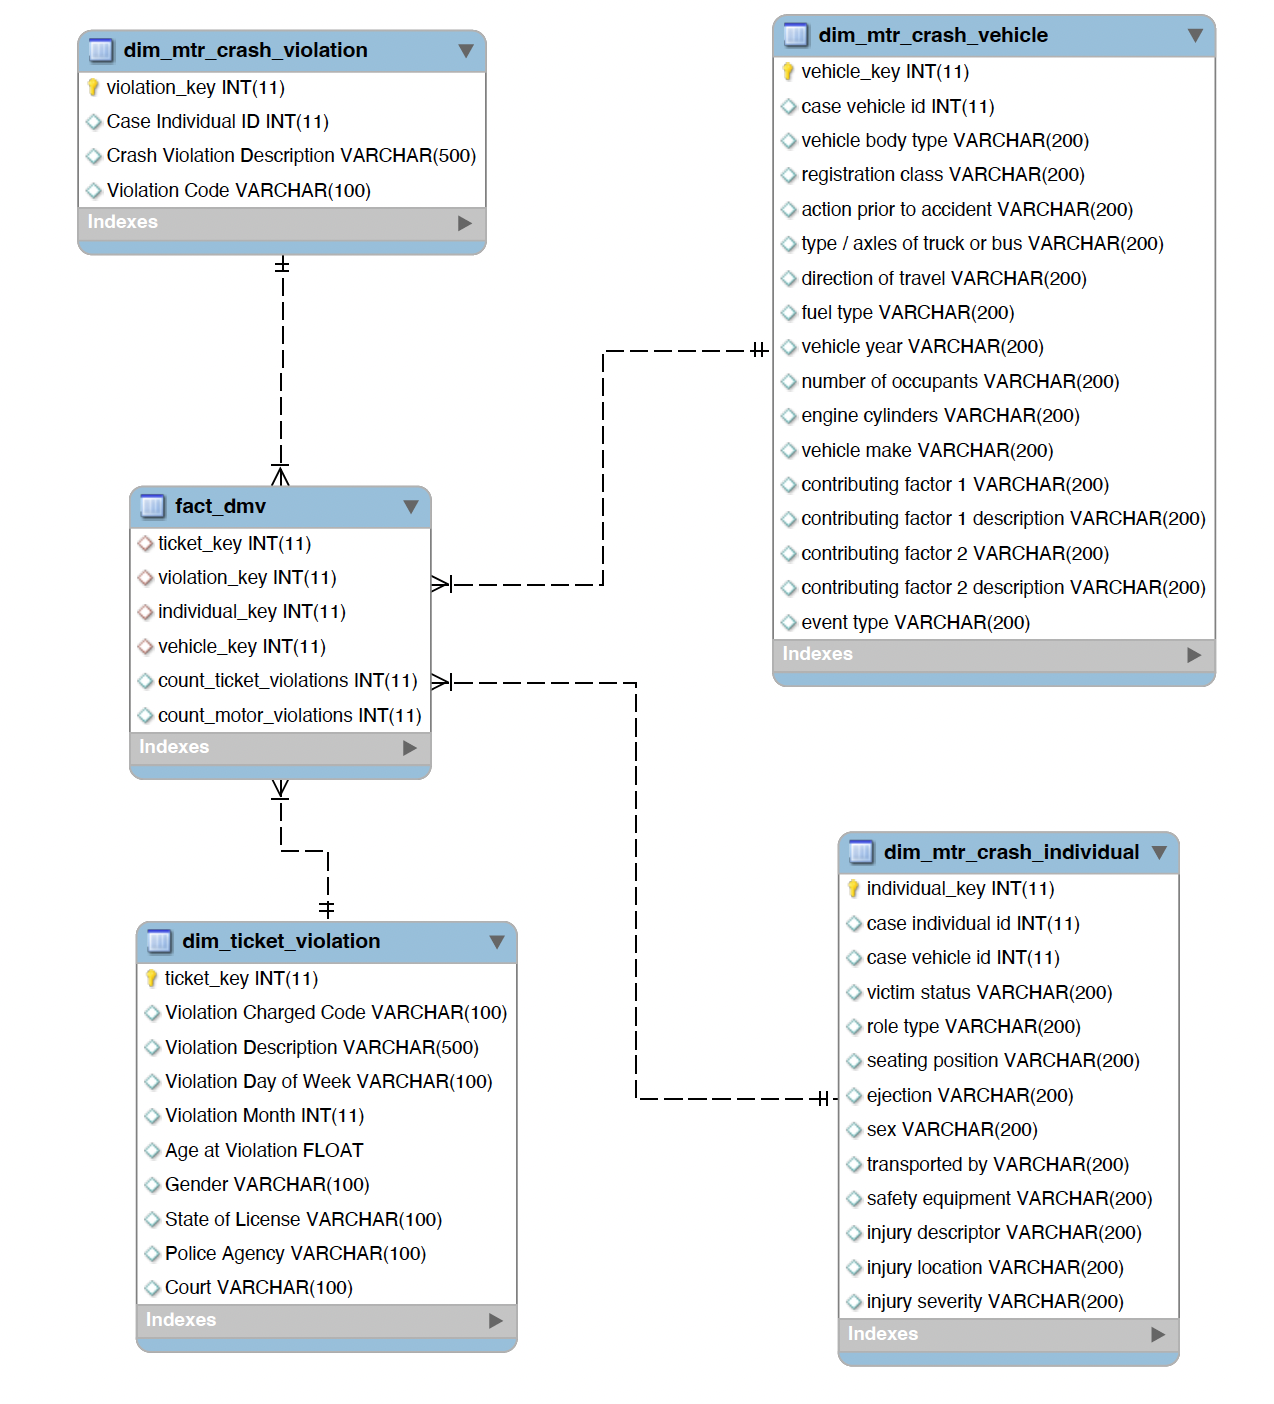 dim_mtr_crash_violation
violation_key INT(11)
Case Individual ID INT(11)
Crash Violation Description VARCHAR(500)
Violation Code VARCHAR(100)
Indexes
dim_mtr_crash_vehicle
vehicle_key INT(11)
case vehicle id INT(11)
vehicle body type VARCHAR(200)
registration class VARCHAR(200)
action prior to accident VARCHAR(200)
type / axles of truck or bus VARCHAR(200)
direction of travel VARCHAR(200)
fuel type VARCHAR(200)
vehicle year VARCHAR(200)
number of occupants VARCHAR(200)
engine cylinders VARCHAR(200)
vehicle make VARCHAR(200)
contributing factor 1 VARCHAR(200)
contributing factor 1 description VARCHAR(200)
contributing factor 2 VARCHAR(200)
contributing factor 2 description VARCHAR(200)
event type VARCHAR(200)
Indexes
fact_dmv
ticket_key INT(11)
violation_key INT(11)
individual_key INT(11)
vehicle_key INT(11)
count_ticket_violations INT(11)
count_motor_violations INT(11)
Indexes
dim_ticket_violation
ticket_key INT(11)
Violation Charged Code VARCHAR(100)
Violation Description VARCHAR(500)
Violation Day of Week VARCHAR(100)
Violation Month INT(11)
Age at Violation FLOAT
Gender VARCHAR(100)
State of License VARCHAR(100)
Police Agency VARCHAR(100)
Court VARCHAR(100)
Indexes
dim_mtr_crash_individual
individual_key INT(11)
case individual id INT(11)
case vehicle id INT(11)
victim status VARCHAR(200)
role type VARCHAR(200)
seating position VARCHAR(200)
ejection VARCHAR(200)
sex VARCHAR(200)
transported by VARCHAR(200)
safety equipment VARCHAR(200)
injury descriptor VARCHAR(200)
injury location VARCHAR(200)
injury severity VARCHAR(200)
Indexes